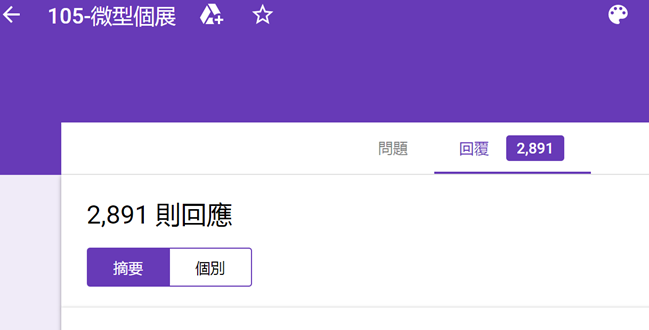 105-微型個展
問題 回覆 2,891
2,891 則回應
摘要 個別